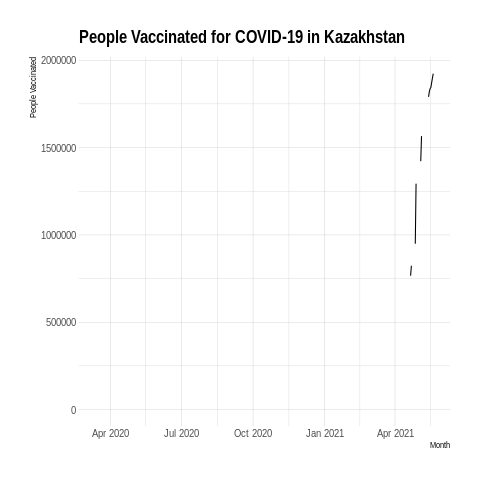 People Vaccinated for COVID-19 in Kazakhstan
People Vaccinated
2000000
1500000
1000000
500000
0
Apr 2020 Jul 2020 Oct 2020 Jan 2021 Apr 2021
Month